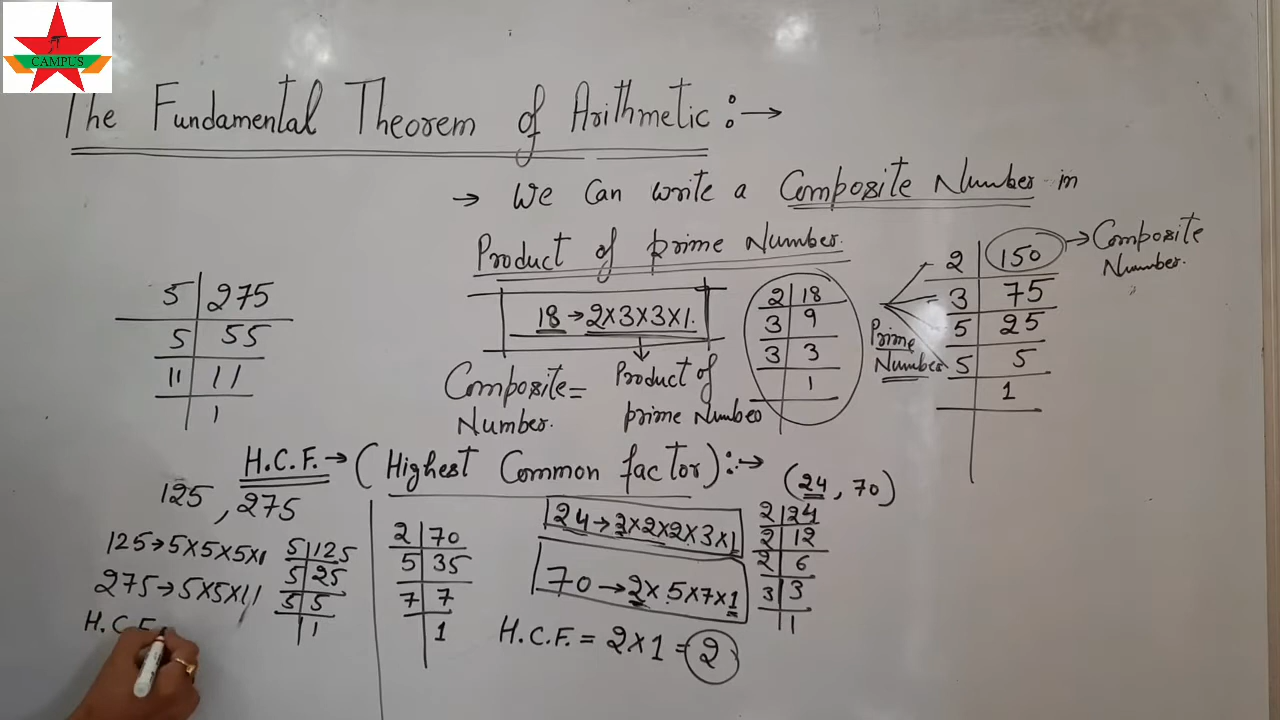 CAMPUS
The Fundamental Theorem of Arithmetic :→
→ We Can write a Composite Number in
Product of prime Number.
18 → 2×3×3×1.
Composite = Product of
Number. prime Number
2 | 18
3 | 9
3 | 3
1
Prime
Number
2 | 150 → Composite
Number.
3 | 75
5 | 25
5 | 5
1
5 | 275
5 | 55
11 | 11
1
H.C.F. → (Highest Common factor) :→
125 , 275
125 → 5×5×5×1
275 → 5×5×11
H.C.F
5 | 125
5 | 25
5 | 5
1
2 | 70
5 | 35
7 | 7
1
24 → 2×2×2×3×1
70 → 2×5×7×1
H.C.F. = 2×1 = 2
(24 , 70)
2 | 24
2 | 12
2 | 6
3 | 3
1